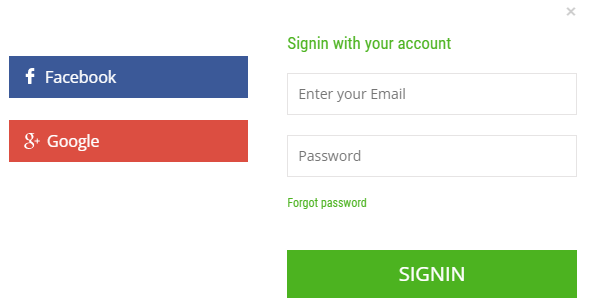 Facebook
Google
Signin with your account
Enter your Email
Password
Forgot password
SIGNIN